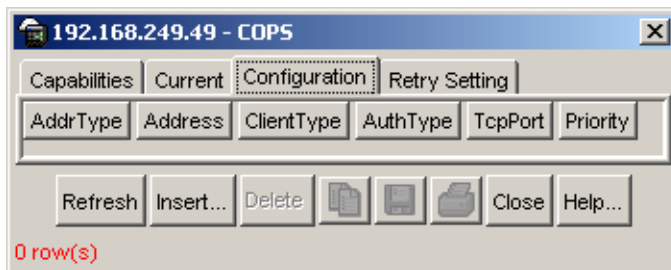 192.168.249.49 - COPS
Capabilities Current Configuration Retry Setting
AddrType Address ClientType AuthType TcpPort Priority
Refresh Insert... Delete Close Help...
0 row(s)